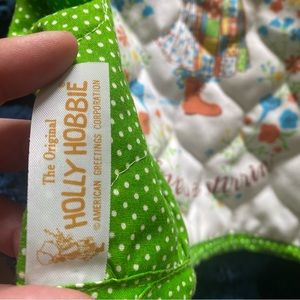 The Original
HOLLY HOBBIE
© AMERICAN GREETINGS CORPORATION